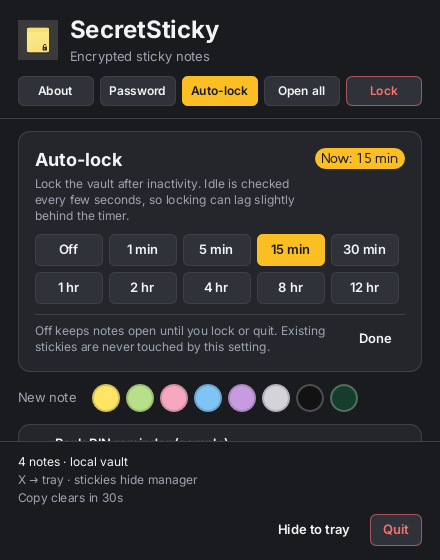 SecretSticky
Encrypted sticky notes
About Password Auto-lock Open all Lock
Auto-lock
Now: 15 min
Lock the vault after inactivity. Idle is checked
every few seconds, so locking can lag slightly
behind the timer.
Off 1 min 5 min 15 min 30 min
1 hr 2 hr 4 hr 8 hr 12 hr
Off keeps notes open until you lock or quit. Existing
stickies are never touched by this setting.
Done
New note
4 notes · local vault
X → tray · stickies hide manager
Copy clears in 30s
Hide to tray Quit